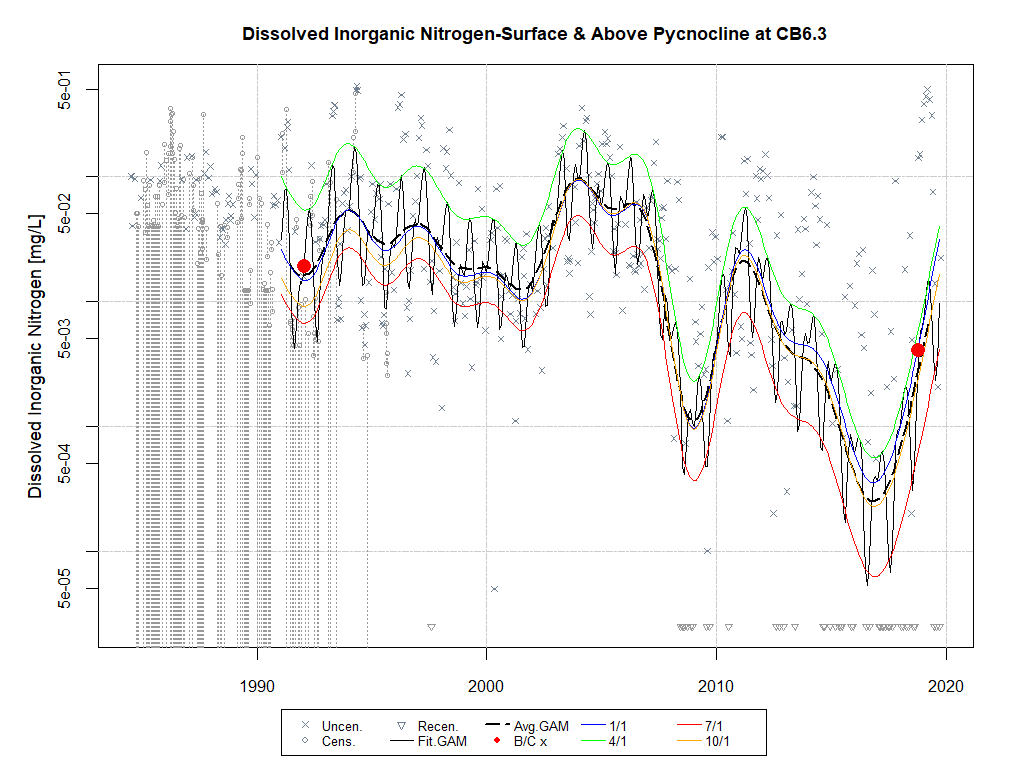 Dissolved Inorganic Nitrogen-Surface & Above Pycnocline at CB6.3
Dissolved Inorganic Nitrogen [mg/L]
5e-01
5e-02
5e-03
5e-04
5e-05
1990 2000 2010 2020
Uncen. Recen. Avg.GAM 1/1 7/1
Cens. Fit.GAM B/C x 4/1 10/1